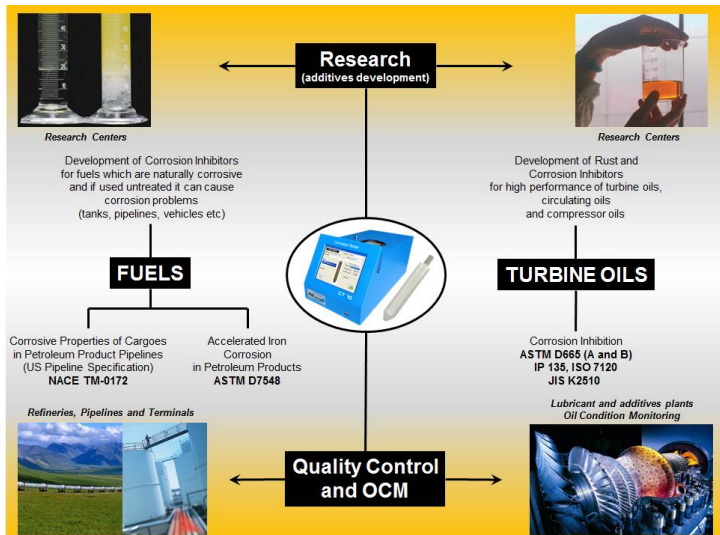 Research
(additives development)
Research Centers
Research Centers
Development of Corrosion Inhibitors
for fuels which are naturally corrosive
and if used untreated it can cause
corrosion problems
(tanks, pipelines, vehicles etc)
Development of Rust and
Corrosion Inhibitors
for high performance of turbine oils,
circulating oils
and compressor oils
FUELS
TURBINE OILS
Corrosive Properties of Cargoes
in Petroleum Product Pipelines
(US Pipeline Specification)
NACE TM-0172
Accelerated Iron
Corrosion
in Petroleum Products
ASTM D7548
Corrosion Inhibition
ASTM D665 (A and B)
IP 135, ISO 7120
JIS K2510
Refineries, Pipelines and Terminals
Lubricant and additives plants
Oil Condition Monitoring
Quality Control
and OCM